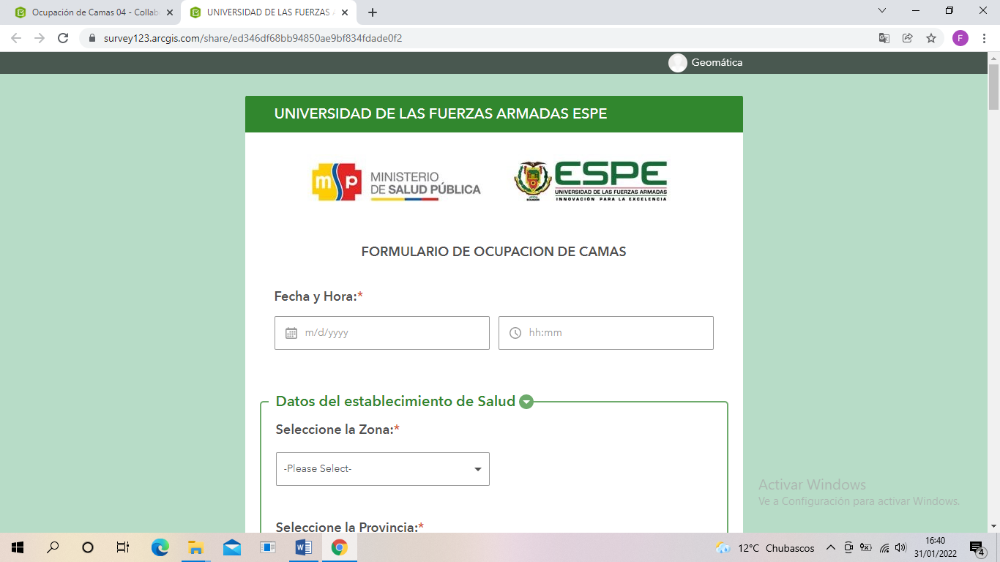 Ocupación de Camas 04 - Collab
UNIVERSIDAD DE LAS FUERZAS A
survey123.arcgis.com/share/ed346df68bb94850ae9bf834fdade0f2
F
Geomática
UNIVERSIDAD DE LAS FUERZAS ARMADAS ESPE
msp
MINISTERIO
DE SALUD PÚBLICA
ESPE
UNIVERSIDAD DE LAS FUERZAS ARMADAS
INNOVACIÓN PARA LA EXCELENCIA
ECUADOR
FORMULARIO DE OCUPACION DE CAMAS
Fecha y Hora:*
m/d/yyyy
hh:mm
Datos del establecimiento de Salud
Seleccione la Zona:*
-Please Select-
Seleccione la Provincia:*
Activar Windows
Ve a Configuración para activar Windows.
12°C Chubascos
16:40
31/01/2022
4